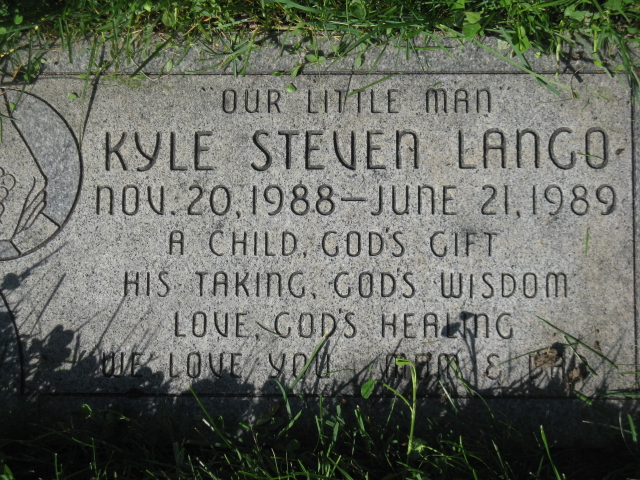 "OUR LITTLE MAN"
KYLE STEVEN LANGO
NOV. 20, 1988 — JUNE 21, 1989
A CHILD, GOD'S GIFT
HIS TAKING, GOD'S WISDOM
LOVE, GOD'S HEALING
WE LOVE YOU MOM &